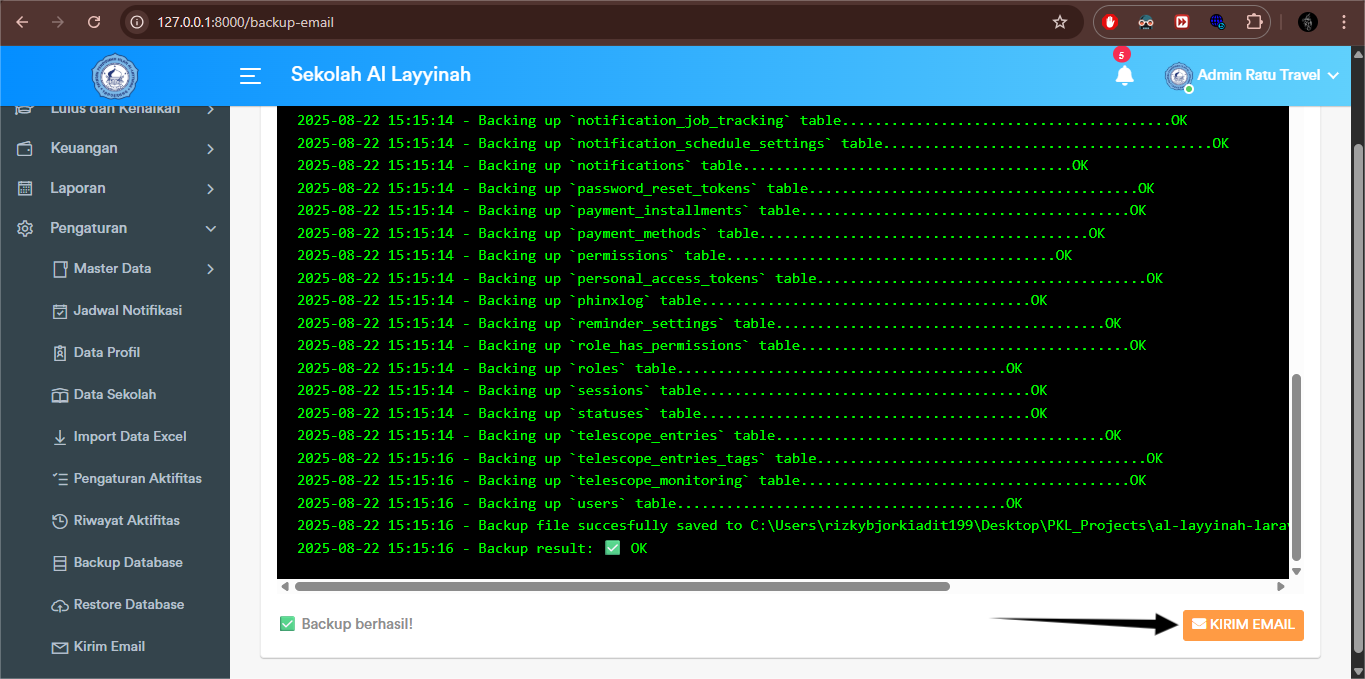 127.0.0.1:8000/backup-email
Sekolah Al Layyinah
5
Admin Ratu Travel
Lulus dan Kenaikan
Keuangan
Laporan
Pengaturan
Master Data
Jadwal Notifikasi
Data Profil
Data Sekolah
Import Data Excel
Pengaturan Aktifitas
Riwayat Aktifitas
Backup Database
Restore Database
Kirim Email
2025-08-22 15:15:14 - Backing up `notification_job_tracking` table........................................OK
2025-08-22 15:15:14 - Backing up `notification_schedule_settings` table........................................OK
2025-08-22 15:15:14 - Backing up `notifications` table........................................OK
2025-08-22 15:15:14 - Backing up `password_reset_tokens` table........................................OK
2025-08-22 15:15:14 - Backing up `payment_installments` table........................................OK
2025-08-22 15:15:14 - Backing up `payment_methods` table........................................OK
2025-08-22 15:15:14 - Backing up `permissions` table........................................OK
2025-08-22 15:15:14 - Backing up `personal_access_tokens` table........................................OK
2025-08-22 15:15:14 - Backing up `phinxlog` table........................................OK
2025-08-22 15:15:14 - Backing up `reminder_settings` table........................................OK
2025-08-22 15:15:14 - Backing up `role_has_permissions` table........................................OK
2025-08-22 15:15:14 - Backing up `roles` table........................................OK
2025-08-22 15:15:14 - Backing up `sessions` table........................................OK
2025-08-22 15:15:14 - Backing up `statuses` table........................................OK
2025-08-22 15:15:14 - Backing up `telescope_entries` table........................................OK
2025-08-22 15:15:16 - Backing up `telescope_entries_tags` table........................................OK
2025-08-22 15:15:16 - Backing up `telescope_monitoring` table........................................OK
2025-08-22 15:15:16 - Backing up `users` table........................................OK
2025-08-22 15:15:16 - Backup file succesfully saved to C:\Users\rizkybjorkiadit199\Desktop\PKL_Projects\al-layyinah-lara
2025-08-22 15:15:16 - Backup result: ✅ OK
✅ Backup berhasil!
KIRIM EMAIL